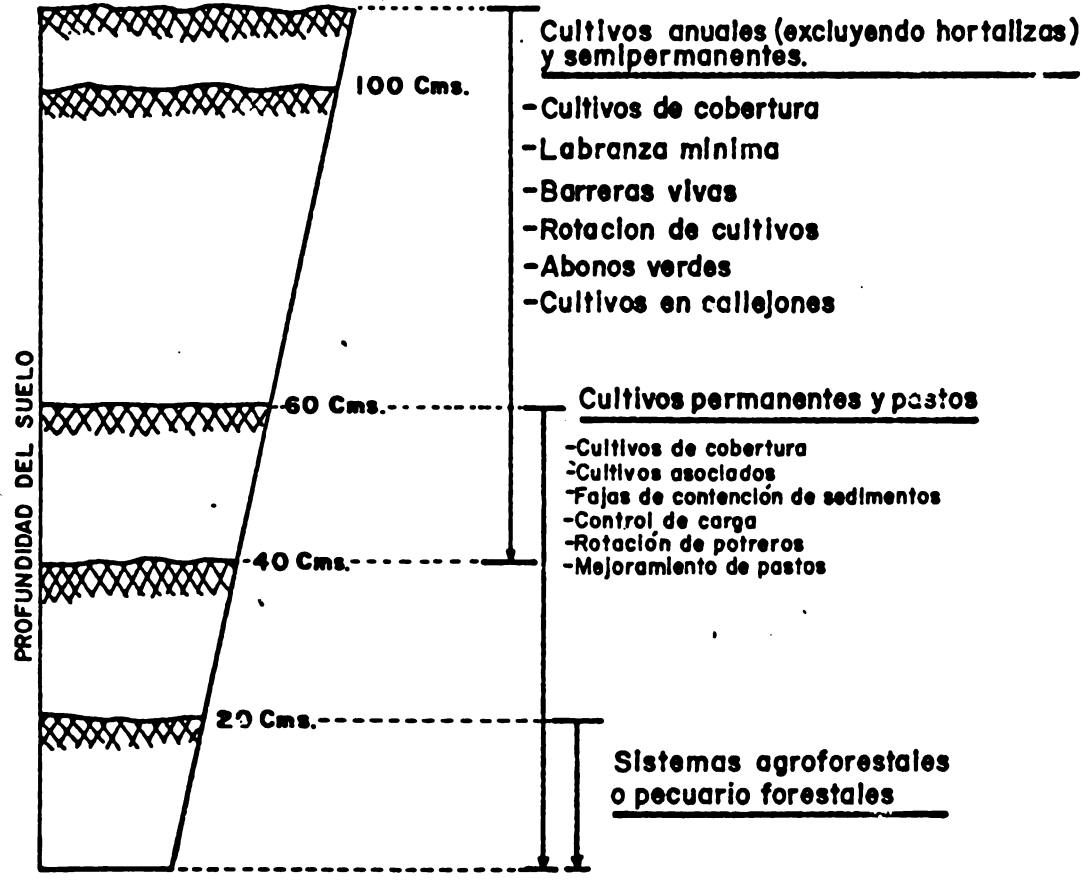 Cultivos anuales (excluyendo hortalizas)
y semipermanentes.
100 Cms.
-Cultivos de cobertura
-Labranza minima
-Barreras vivas
-Rotacion de cultivos
-Abonos verdes
-Cultivos en callejones
PROFUNDIDAD DEL SUELO
60 Cms.
Cultivos permanentes y pastos
-Cultivos de cobertura
-Cultivos asociados
-Fajas de contención de sedimentos
-Control de carga
-Rotación de potreros
-Mejoramiento de pastos
40 Cms.
20 Cms.
Sistemas agroforestales
o pecuario forestales